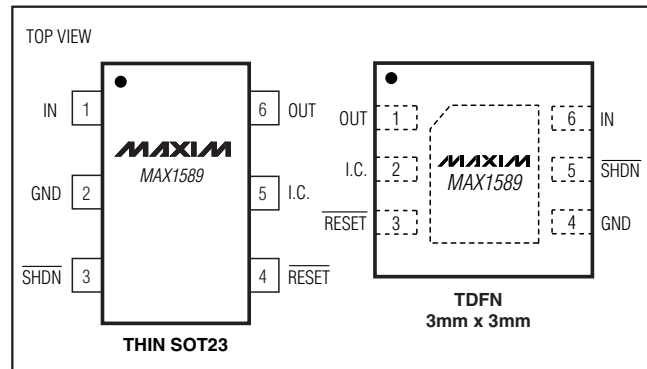 TOP VIEW
IN 1
6 OUT
MAXIM
MAX1589
GND 2
5 I.C.
SHDN 3
4 RESET
THIN SOT23
OUT 1
6 IN
I.C. 2
MAXIM
MAX1589
5 SHDN
RESET 3
4 GND
TDFN
3mm x 3mm